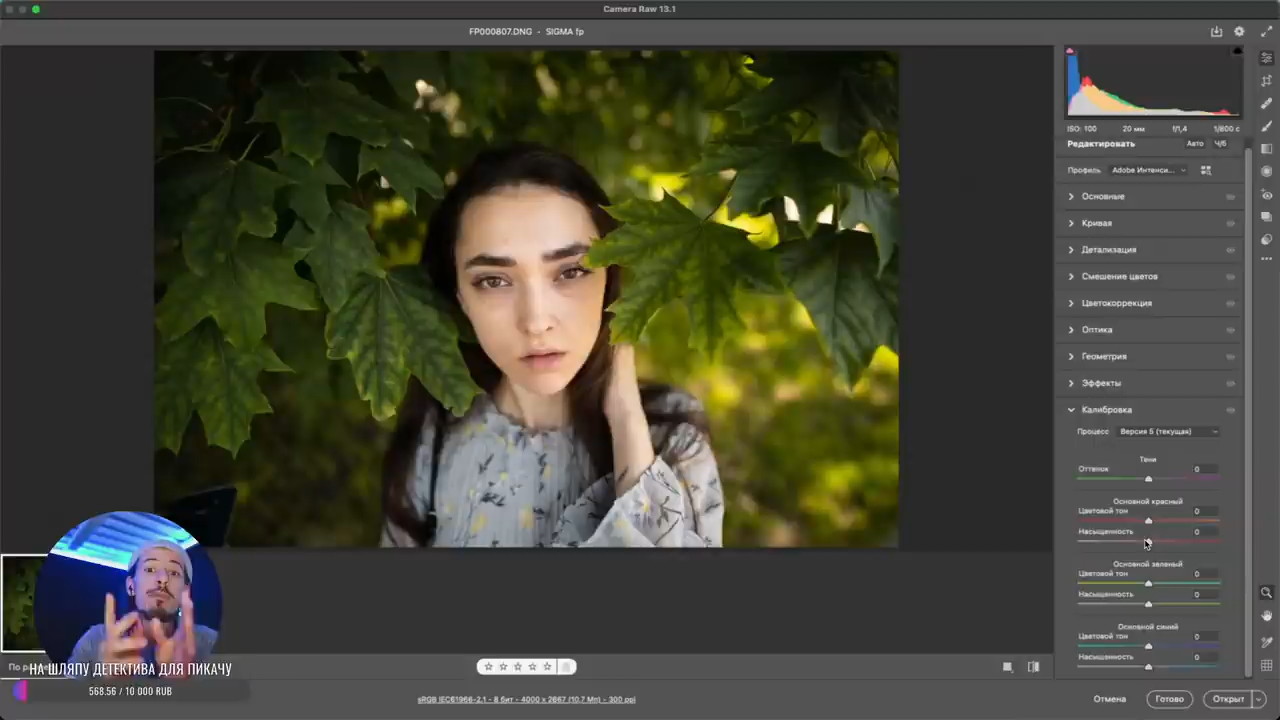 Camera Raw 13.1
FP000807.DNG - SIGMA fp
ISO: 100 20 мм f/1,4 1/800 с
Редактировать Авто Ч/Б
Профиль Adobe Интенси...
Основные
Кривая
Детализация
Смешение цветов
Цветокоррекция
Оптика
Геометрия
Эффекты
Калибровка
Процесс Версия 5 (текущая)
Тени
Оттенок 0
Основной красный
Цветовой тон 0
Насыщенность 0
Основной зеленый
Цветовой тон 0
Насыщенность 0
Основной синий
Цветовой тон 0
Насыщенность 0
По
НА ШЛЯПУ ДЕТЕКТИВА ДЛЯ ПИКАЧУ
568.56 / 10 000 RUB
sRGB IEC61966-2.1 - 8 бит - 4000 x 2667 (10,7 Мп) - 300 ppi
Отмена Готово Открыт